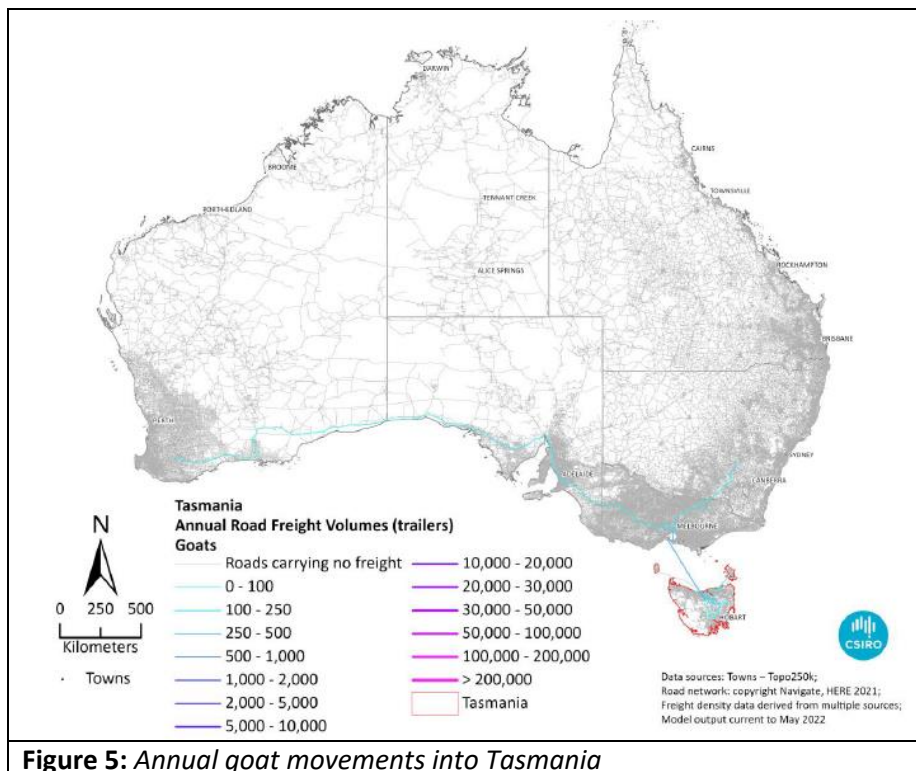 DARWIN
CAIRNS
BROOME
TOWNSVILLE
TENNANT CREEK
PORT HEDLAND
ROCKHAMPTON
ALICE SPRINGS
BRISBANE
PERTH
SYDNEY
ADELAIDE
CANBERRA
MELBOURNE
HOBART
Tasmania
Annual Road Freight Volumes (trailers)
Goats
Roads carrying no freight
0 - 100
100 - 250
250 - 500
500 - 1,000
1,000 - 2,000
2,000 - 5,000
5,000 - 10,000
10,000 - 20,000
20,000 - 30,000
30,000 - 50,000
50,000 - 100,000
100,000 - 200,000
> 200,000
Tasmania
N
0 250 500
Kilometers
Towns
CSIRO
Data sources: Towns – Topo250k;
Road network: copyright Navigate, HERE 2021;
Freight density data derived from multiple sources;
Model output current to May 2022
Figure 5: Annual goat movements into Tasmania